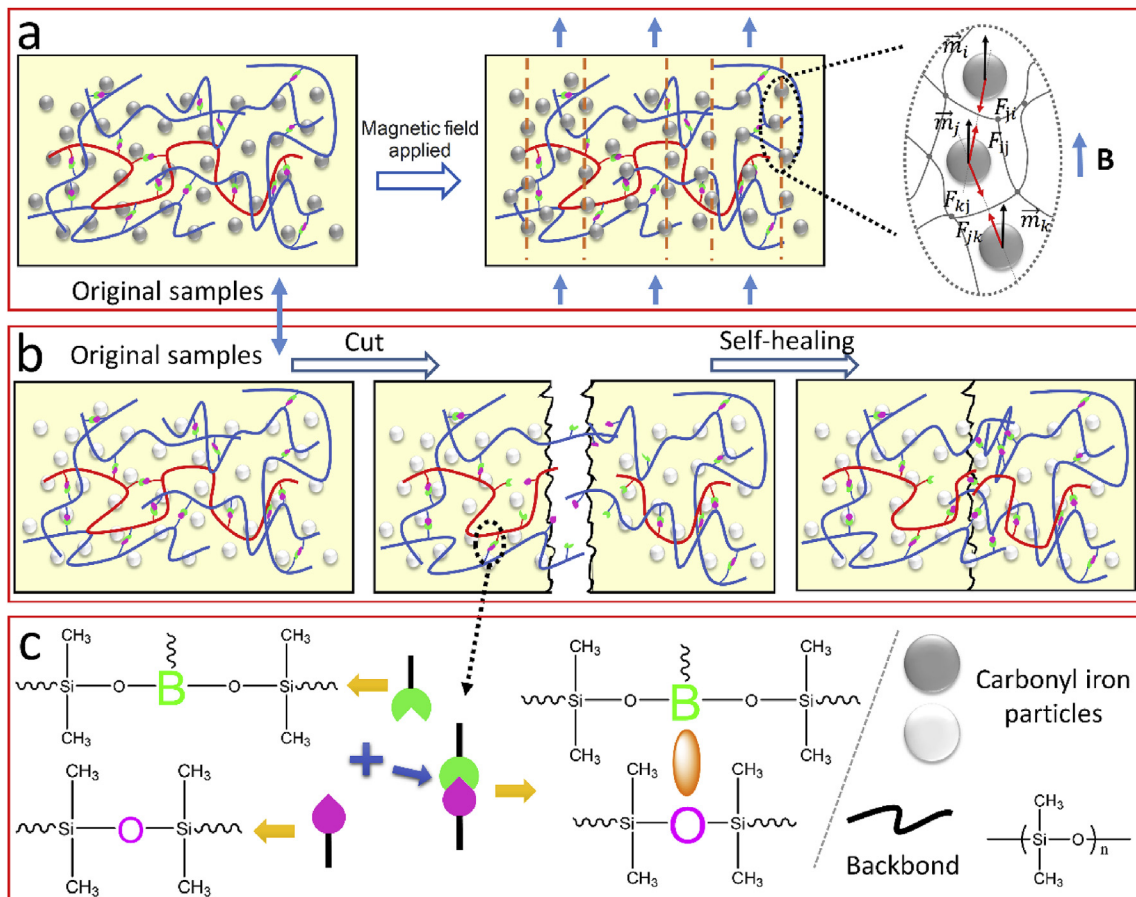 a
Magnetic field
applied
m⃗i
Fji
m⃗j
Fij
Fkj
Fjk
m⃗k
B
Original samples
b
Original samples
Cut
Self-healing
c
CH3 CH3
Si O B O Si
CH3 CH3
CH3 CH3
Si O Si
CH3 CH3
+
CH3 CH3
Si O B O Si
CH3 CH3
CH3 CH3
Si O Si
CH3 CH3
Carbonyl iron
particles
Backbond
CH3
( Si O )n
CH3